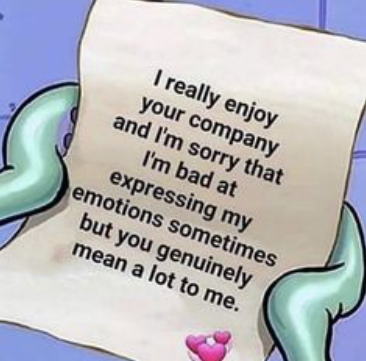 I really enjoy
your company
and I'm sorry that
I'm bad at
expressing my
emotions sometimes
but you genuinely
mean a lot to me.